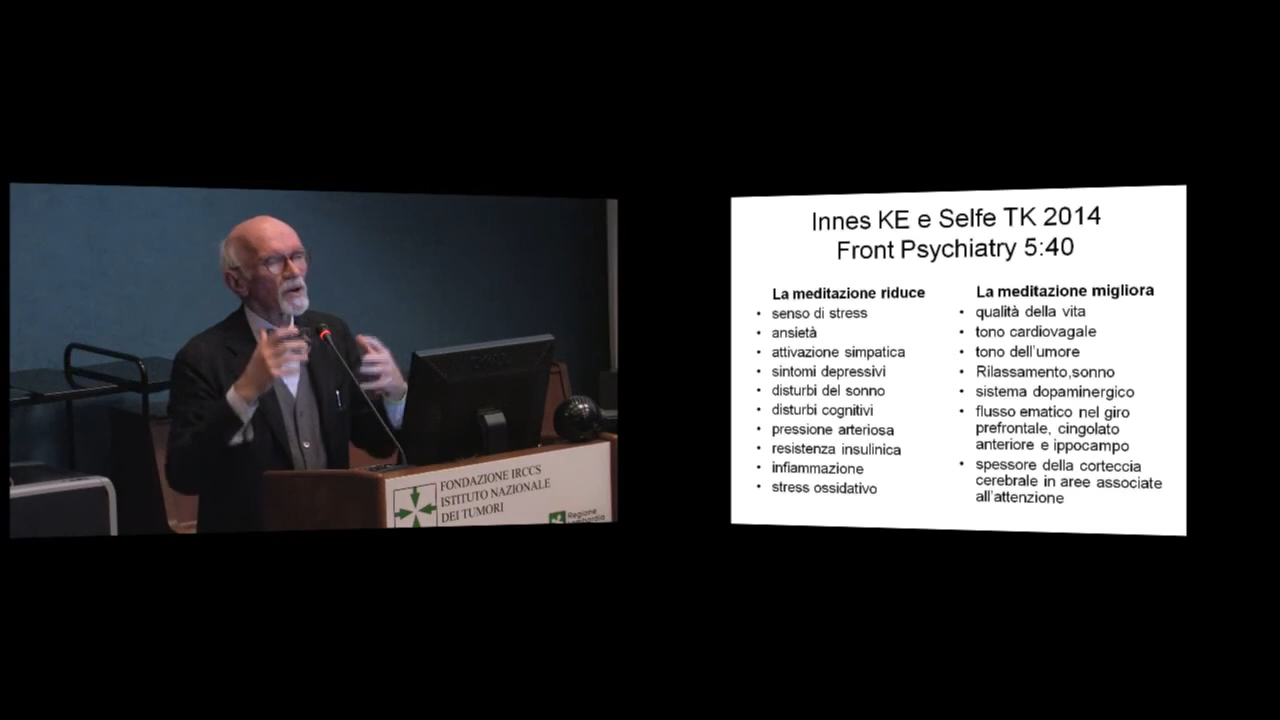 FONDAZIONE IRCCS
ISTITUTO NAZIONALE
DEI TUMORI
Regione
Innes KE e Selfe TK 2014
Front Psychiatry 5:40
La meditazione riduce
• senso di stress
• ansietà
• attivazione simpatica
• sintomi depressivi
• disturbi del sonno
• disturbi cognitivi
• pressione arteriosa
• resistenza insulinica
• infiammazione
• stress ossidativo
La meditazione migliora
• qualità della vita
• tono cardiovagale
• tono dell'umore
• Rilassamento,sonno
• sistema dopaminergico
• flusso ematico nel giro
prefrontale, cingolato
anteriore e ippocampo
• spessore della corteccia
cerebrale in aree associate
all'attenzione